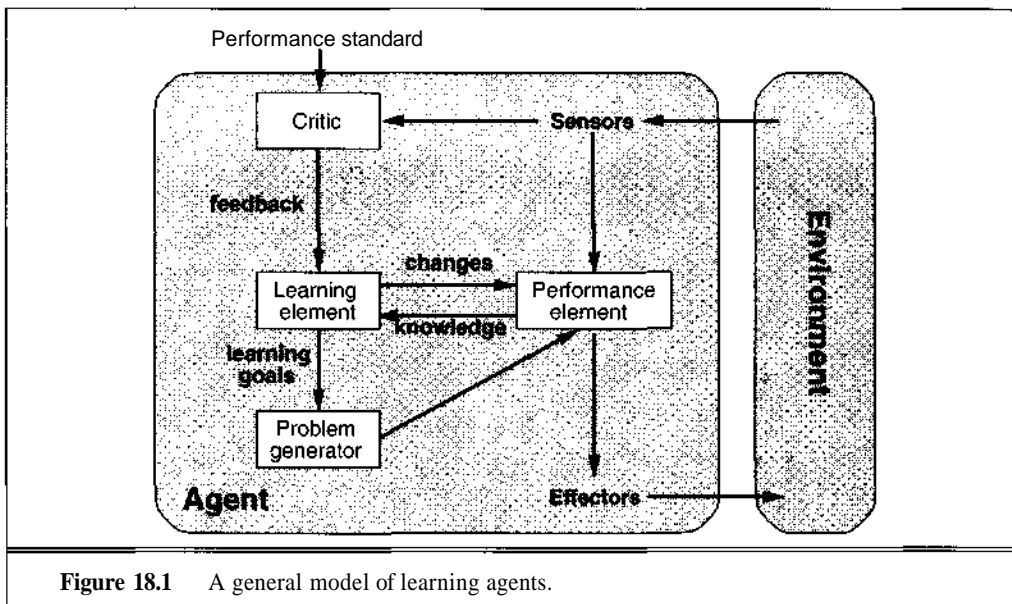 Performance standard
Critic
Sensors
feedback
changes
Learning
element
Performance
element
knowledge
learning
goals
Problem
generator
Agent
Effectors
Environment
Figure 18.1 A general model of learning agents.